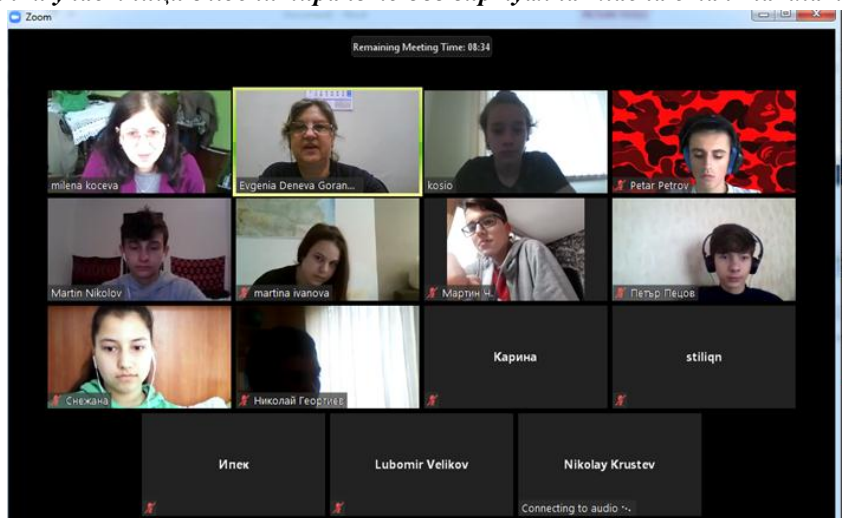 Zoom
Remaining Meeting Time: 08:34
milena koceva
Evgenia Deneva Goran...
kosio
Petar Petrov
Martin Nikolov
martina ivanova
Мартин Ч.
Петър Пецов
Снежана
Николай Георгиев
Карина
stiliqn
Ипек
Lubomir Velikov
Nikolay Krustev
Connecting to audio